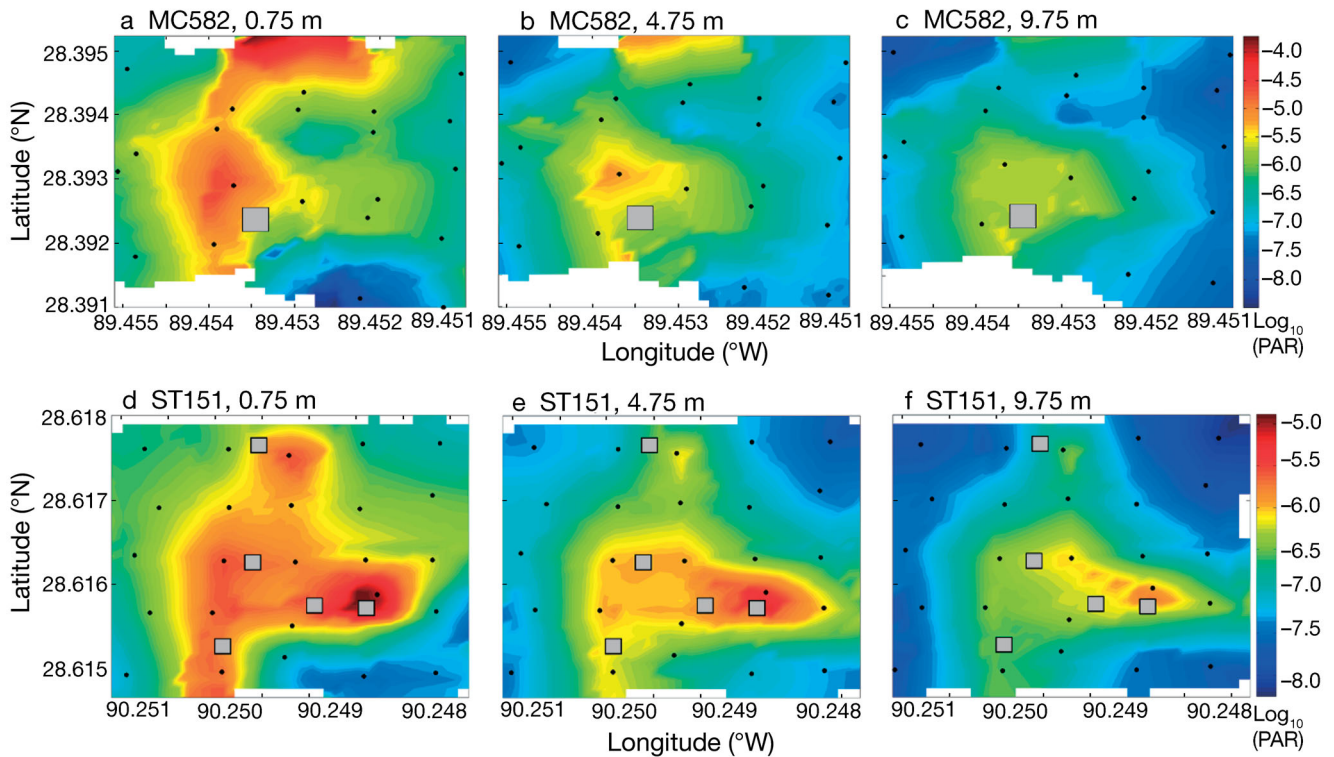 a MC582, 0.75 m
b MC582, 4.75 m
c MC582, 9.75 m
28.395
28.394
28.393
28.392
28.391
Latitude (°N)
89.455 89.454 89.453 89.452 89.451
89.455 89.454 89.453 89.452 89.451
89.455 89.454 89.453 89.452 89.451
Longitude (°W)
–4.0
–4.5
–5.0
–5.5
–6.0
–6.5
–7.0
–7.5
–8.0
Log10
(PAR)
d ST151, 0.75 m
e ST151, 4.75 m
f ST151, 9.75 m
28.618
28.617
28.616
28.615
Latitude (°N)
90.251 90.250 90.249 90.248
90.251 90.250 90.249 90.248
90.251 90.250 90.249 90.248
Longitude (°W)
–5.0
–5.5
–6.0
–6.5
–7.0
–7.5
–8.0
Log10
(PAR)